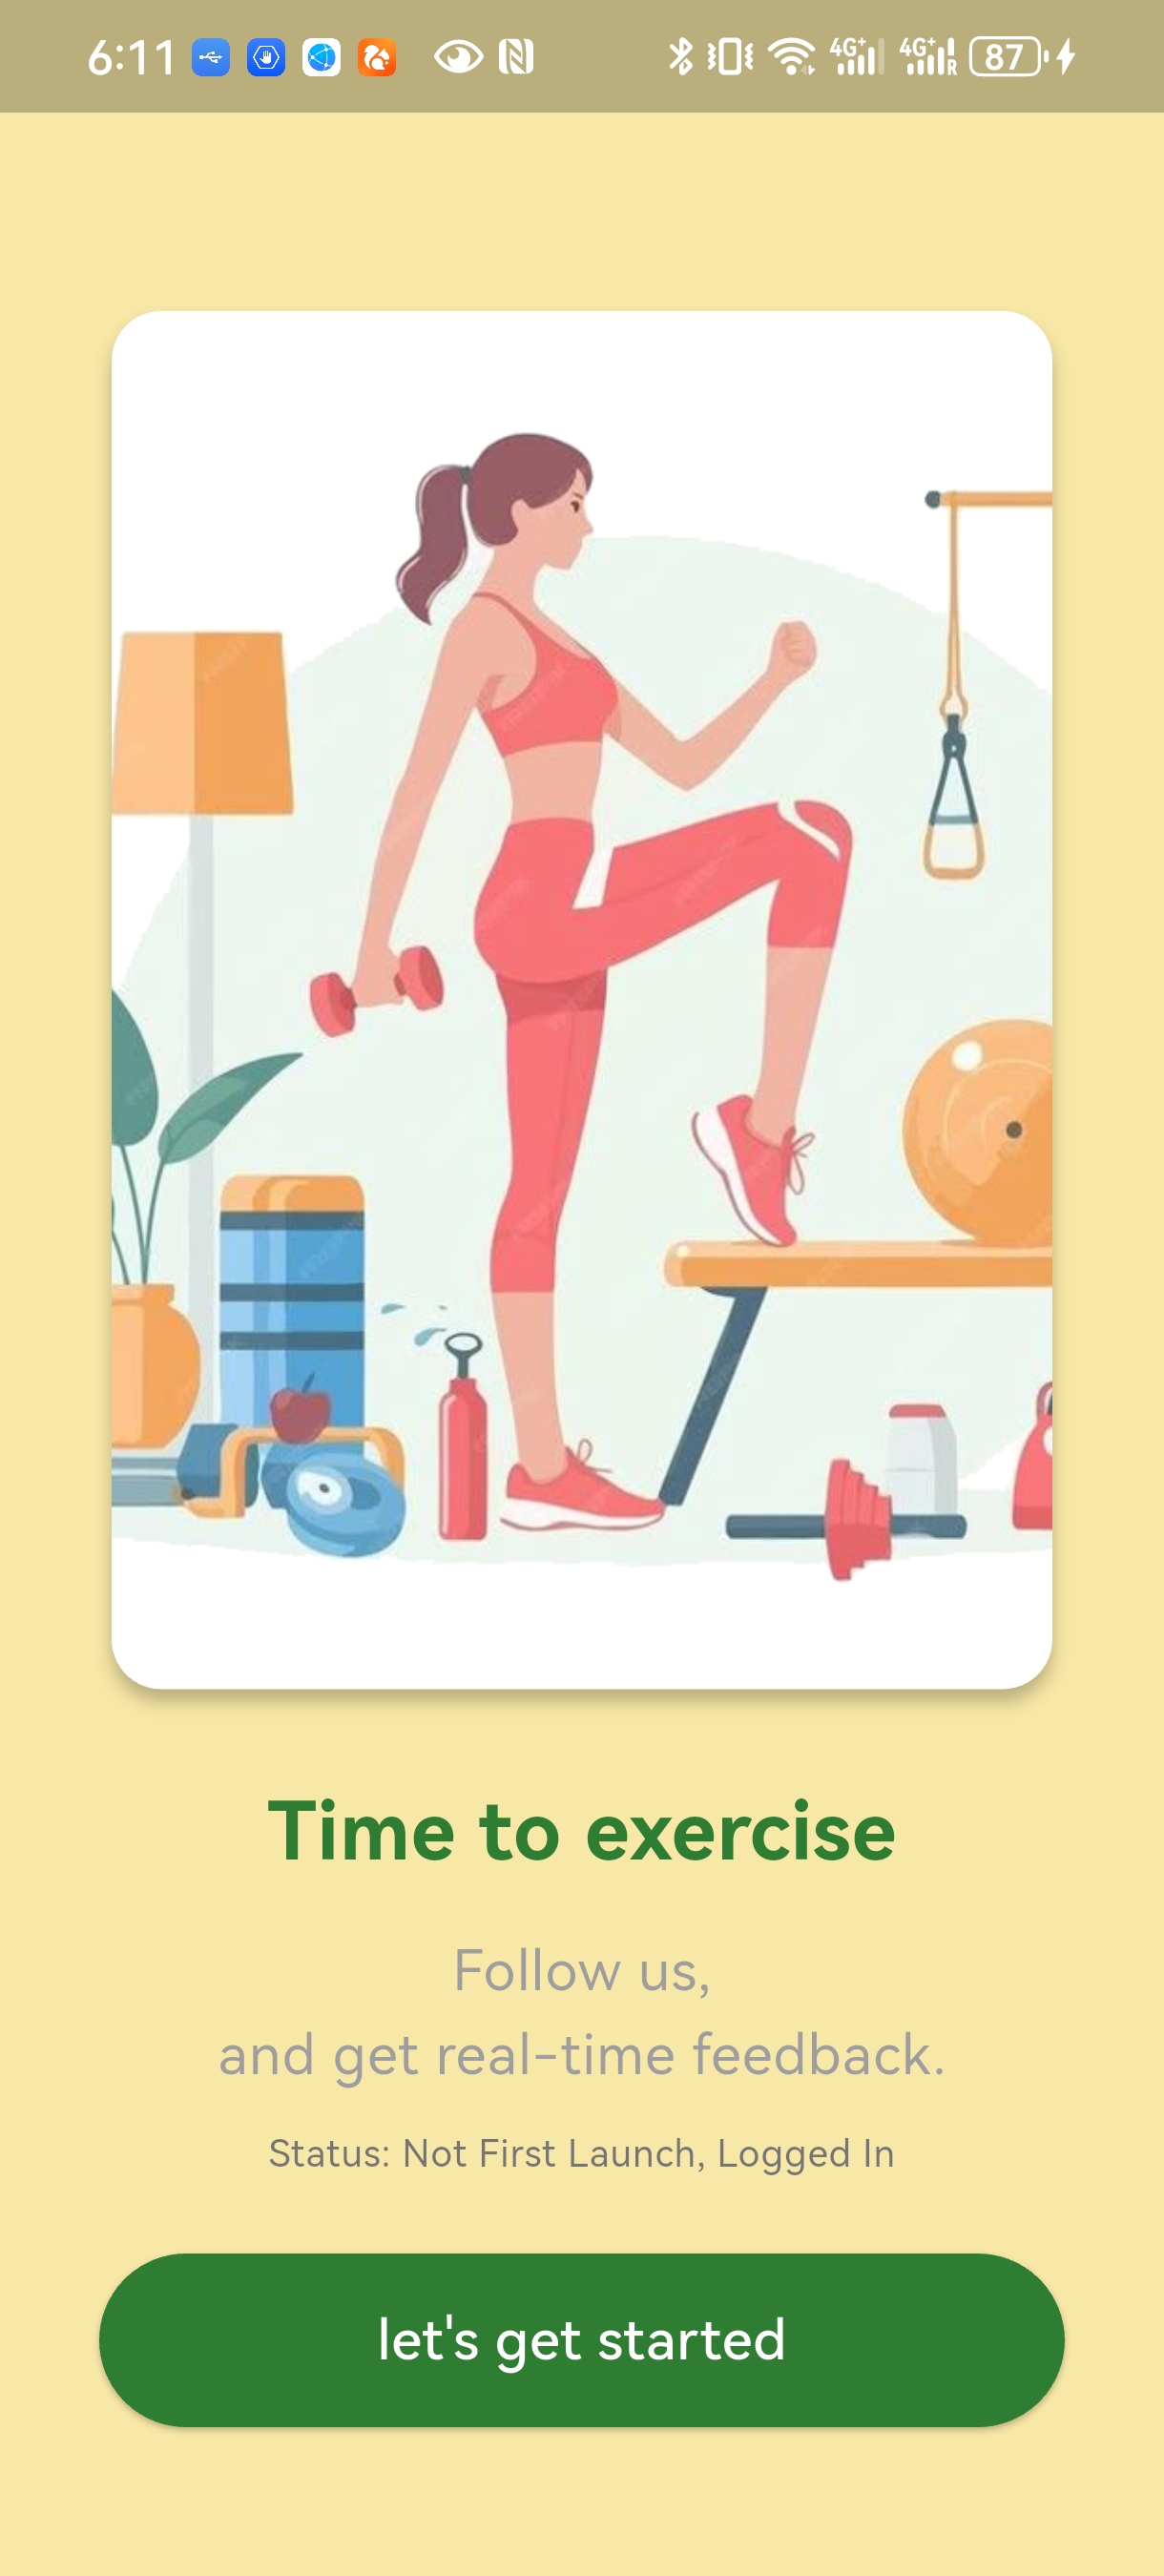 6:11 4G+ 4G+ R 87
Time to exercise
Follow us,
and get real-time feedback.
Status: Not First Launch, Logged In
let's get started